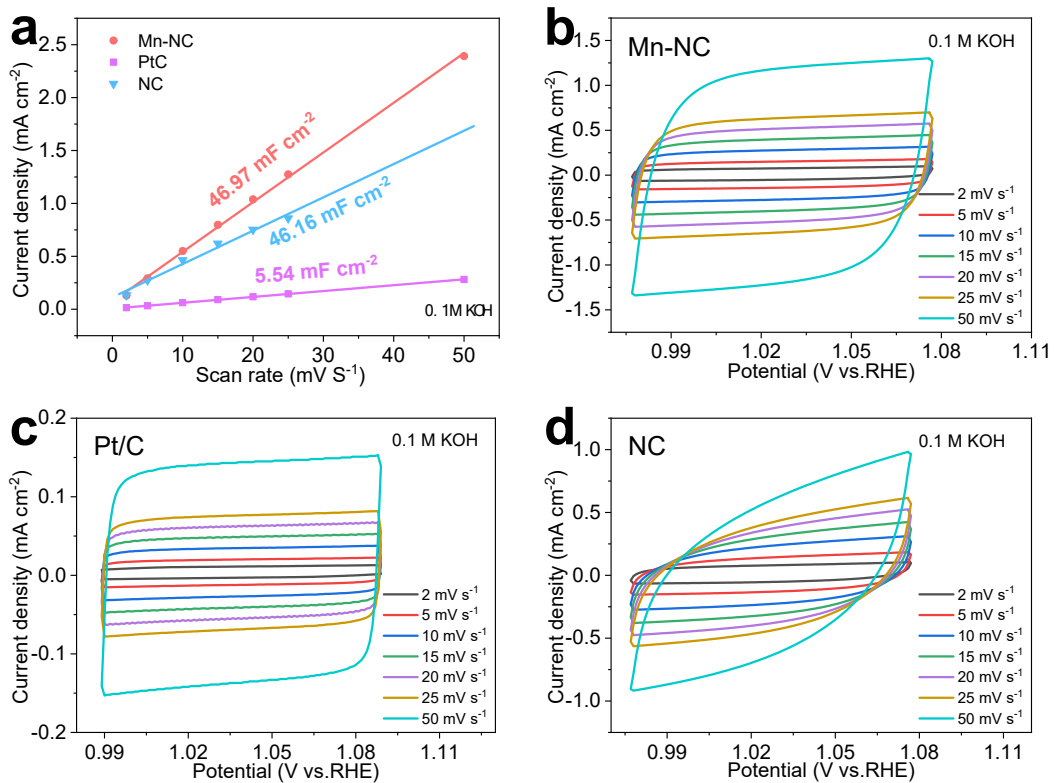 a
Current density (mA cm⁻²)
2.5
2.0
1.5
1.0
0.5
0.0
Mn-NC
PtC
NC
46.97 mF cm⁻²
46.16 mF cm⁻²
5.54 mF cm⁻²
0. 1M KOH
0 10 20 30 40 50
Scan rate (mV S⁻¹)
b
Mn-NC
0.1 M KOH
Current density (mA cm⁻²)
1.5
1.0
0.5
0.0
-0.5
-1.0
-1.5
2 mV s⁻¹
5 mV s⁻¹
10 mV s⁻¹
15 mV s⁻¹
20 mV s⁻¹
25 mV s⁻¹
50 mV s⁻¹
0.99 1.02 1.05 1.08 1.11
Potential (V vs.RHE)
c
Pt/C
0.1 M KOH
Current density (mA cm⁻²)
0.2
0.1
0.0
-0.1
-0.2
2 mV s⁻¹
5 mV s⁻¹
10 mV s⁻¹
15 mV s⁻¹
20 mV s⁻¹
25 mV s⁻¹
50 mV s⁻¹
0.99 1.02 1.05 1.08 1.11
Potential (V vs.RHE)
d
NC
0.1 M KOH
Current density (mA cm⁻²)
1.0
0.5
0.0
-0.5
-1.0
2 mV s⁻¹
5 mV s⁻¹
10 mV s⁻¹
15 mV s⁻¹
20 mV s⁻¹
25 mV s⁻¹
50 mV s⁻¹
0.99 1.02 1.05 1.08 1.11
Potential (V vs.RHE)